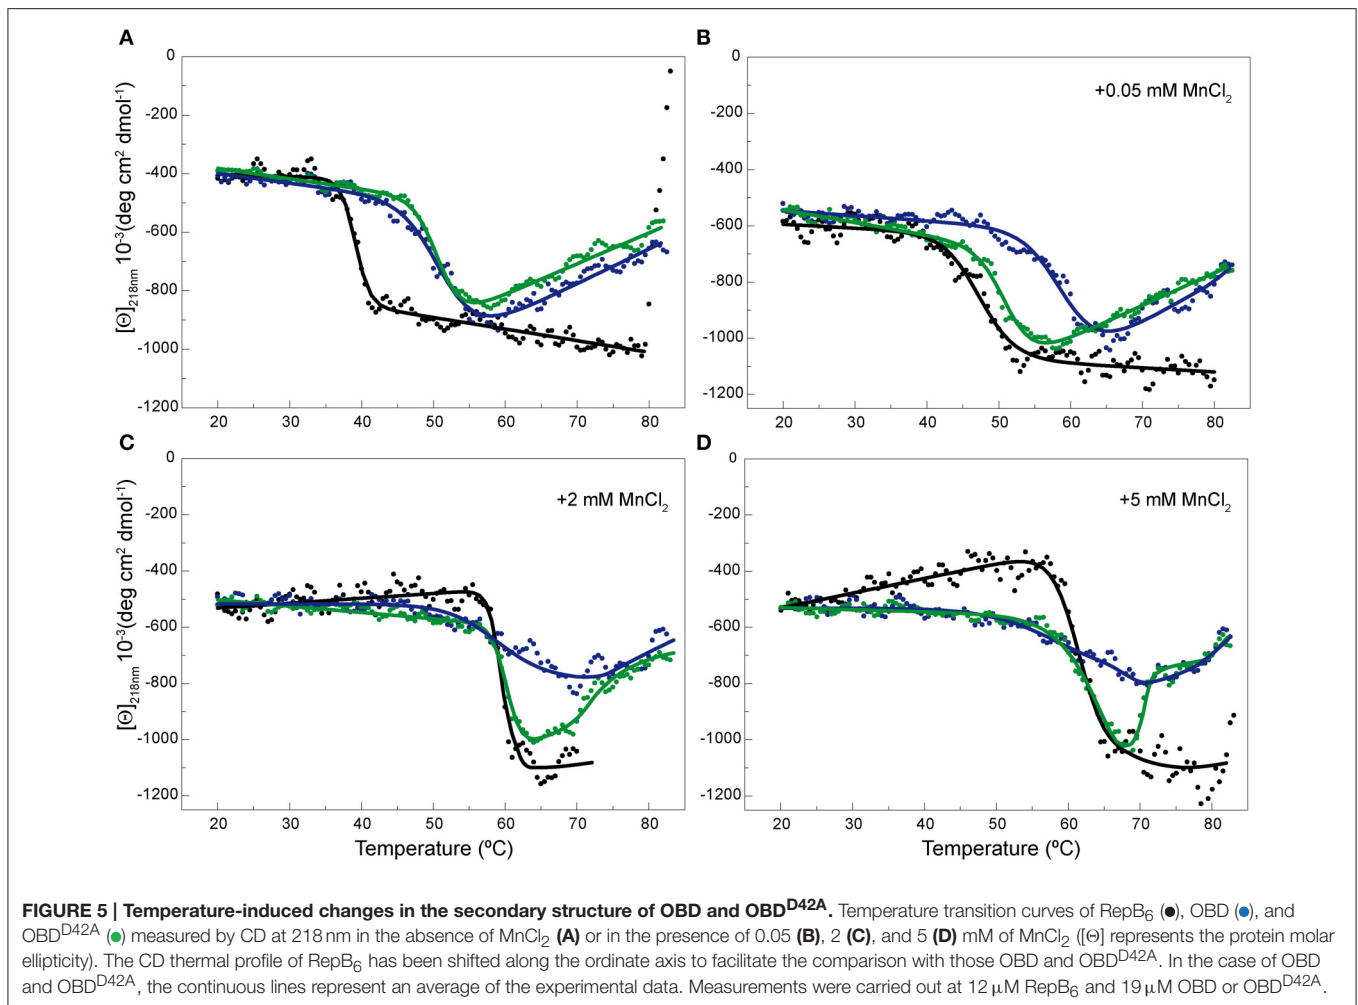 A
B
0
-200
-400
-600
-800
-1000
-1200
[Θ]218nm 10-3(deg cm2 dmol-1)
20 30 40 50 60 70 80
+0.05 mM MnCl2
0
-200
-400
-600
-800
-1000
-1200
20 30 40 50 60 70 80
C
D
0
-200
-400
-600
-800
-1000
-1200
[Θ]218nm 10-3(deg cm2 dmol-1)
+2 mM MnCl2
20 30 40 50 60 70 80
Temperature (ºC)
+5 mM MnCl2
0
-200
-400
-600
-800
-1000
-1200
20 30 40 50 60 70 80
Temperature (ºC)
FIGURE 5 | Temperature-induced changes in the secondary structure of OBD and OBDD42A. Temperature transition curves of RepB6 (●), OBD (●), and
OBDD42A (●) measured by CD at 218 nm in the absence of MnCl2 (A) or in the presence of 0.05 (B), 2 (C), and 5 (D) mM of MnCl2 ([Θ] represents the protein molar
ellipticity). The CD thermal profile of RepB6 has been shifted along the ordinate axis to facilitate the comparison with those OBD and OBDD42A. In the case of OBD
and OBDD42A, the continuous lines represent an average of the experimental data. Measurements were carried out at 12 μM RepB6 and 19 μM OBD or OBDD42A.